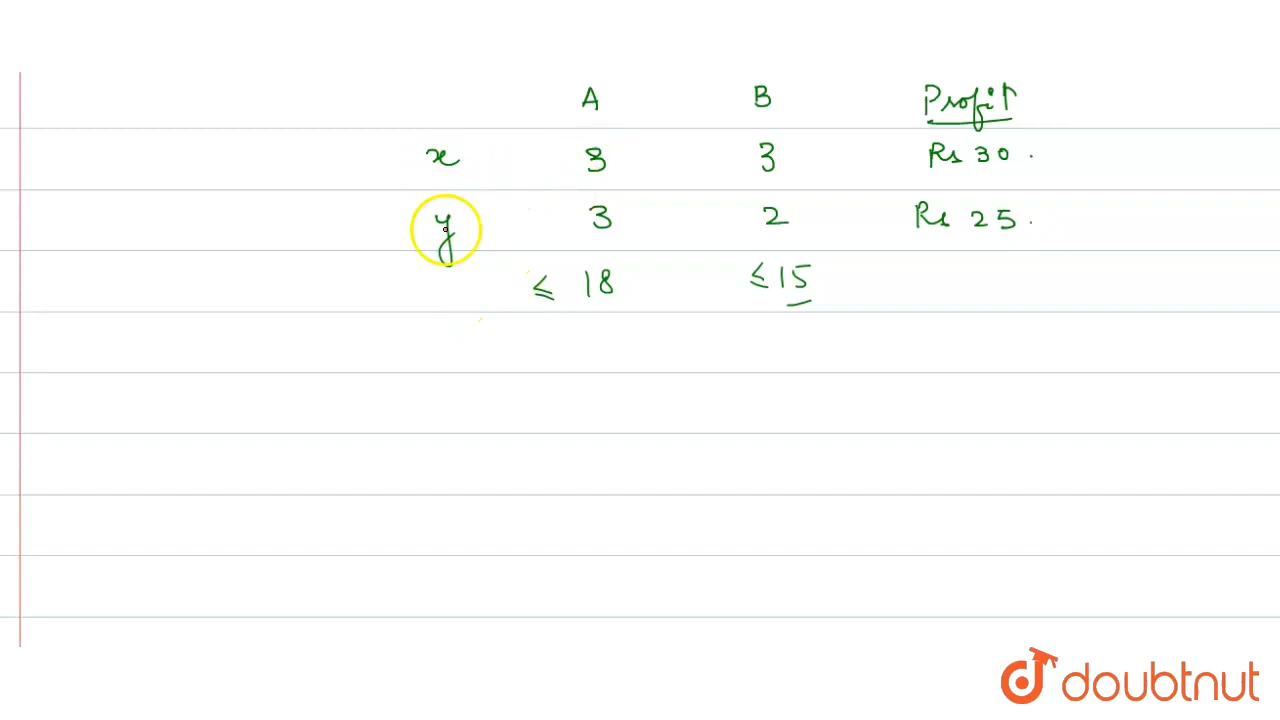 A B Profit
x 3 3 Rs 30.
y 3 2 Rs 25.
≤ 18 ≤ 15
doubtnut